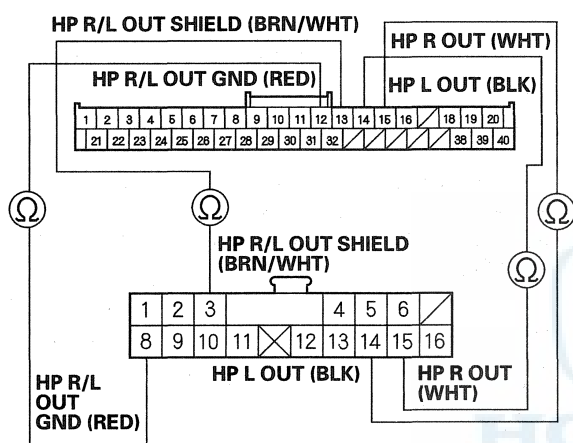 HP R/L OUT SHIELD (BRN/WHT)
HP R OUT (WHT)
HP R/L OUT GND (RED)
HP L OUT (BLK)
1 2 3 4 5 6 7 8 9 10 11 12 13 14 15 16 18 19 20
21 22 23 24 25 26 27 28 29 30 31 32 38 39 40
Ω Ω Ω
Ω
HP R/L OUT SHIELD
(BRN/WHT)
1 2 3 4 5 6
8 9 10 11 12 13 14 15 16
HP L OUT (BLK)
HP R OUT
(WHT)
HP R/L
OUT
GND (RED)